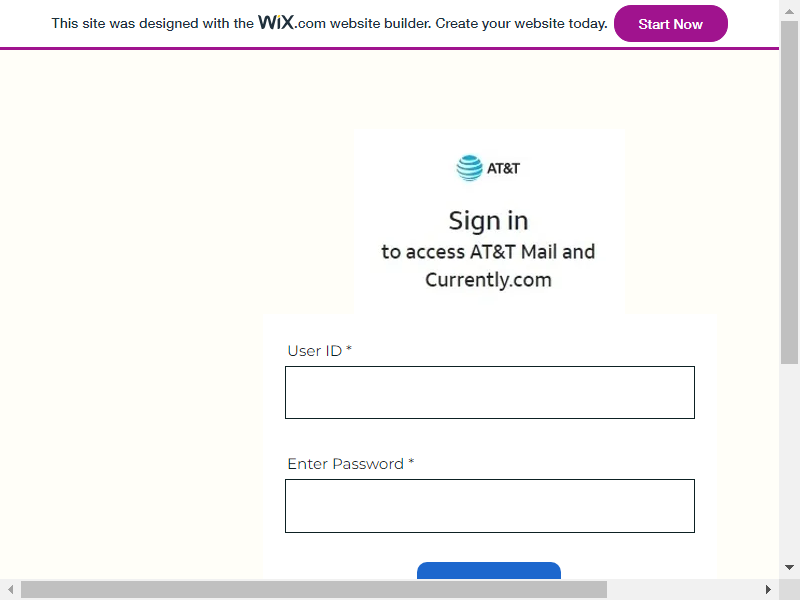 This site was designed with the WiX.com website builder. Create your website today. Start Now
AT&T
Sign in
to access AT&T Mail and
Currently.com
User ID *
Enter Password *